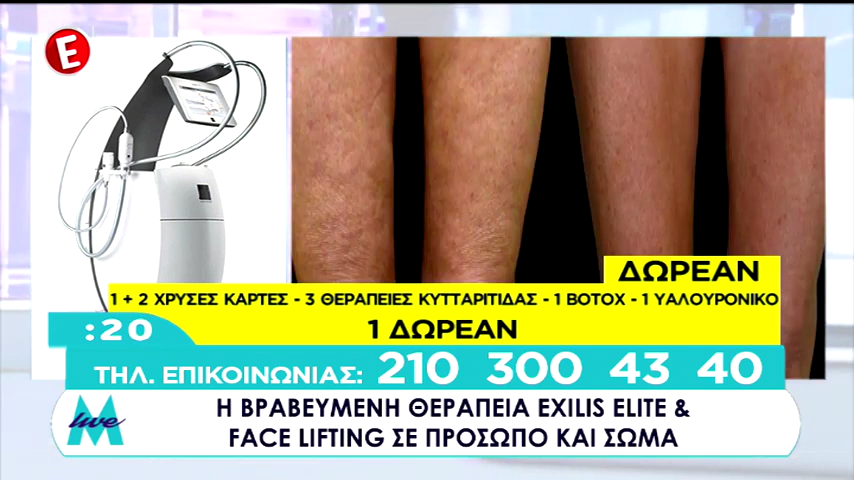 E
ΔΩΡΕΑΝ
1 + 2 ΧΡΥΣΕΣ ΚΑΡΤΕΣ - 3 ΘΕΡΑΠΕΙΕΣ ΚΥΤΤΑΡΙΤΙΔΑΣ - 1 BOTOX - 1 ΥΑΛΟΥΡΟΝΙΚΟ
1 ΔΩΡΕΑΝ
:20
ΤΗΛ. ΕΠΙΚΟΙΝΩΝΙΑΣ: 210 300 43 40
M live
Η ΒΡΑΒΕΥΜΕΝΗ ΘΕΡΑΠΕΙΑ EXILIS ELITE &
FACE LIFTING ΣΕ ΠΡΟΣΩΠΟ ΚΑΙ ΣΩΜΑ